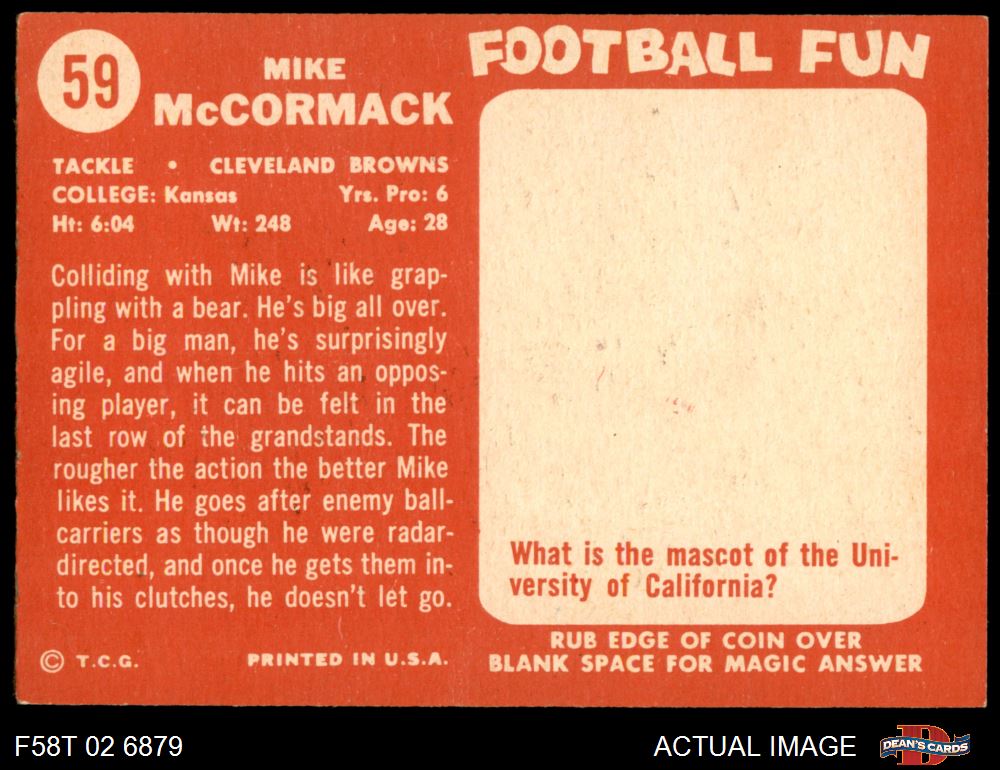 59
MIKE
McCORMACK
TACKLE • CLEVELAND BROWNS
COLLEGE: Kansas Yrs. Pro: 6
Ht: 6:04 Wt: 248 Age: 28
Colliding with Mike is like grap-
pling with a bear. He's big all over.
For a big man, he's surprisingly
agile, and when he hits an oppos-
ing player, it can be felt in the
last row of the grandstands. The
rougher the action the better Mike
likes it. He goes after enemy ball-
carriers as though he were radar-
directed, and once he gets them in-
to his clutches, he doesn't let go.
© T.C.G. PRINTED IN U.S.A.
FOOTBALL FUN
What is the mascot of the Uni-
versity of California?
RUB EDGE OF COIN OVER
BLANK SPACE FOR MAGIC ANSWER
F58T 02 6879
ACTUAL IMAGE
D
DEAN'S CARDS